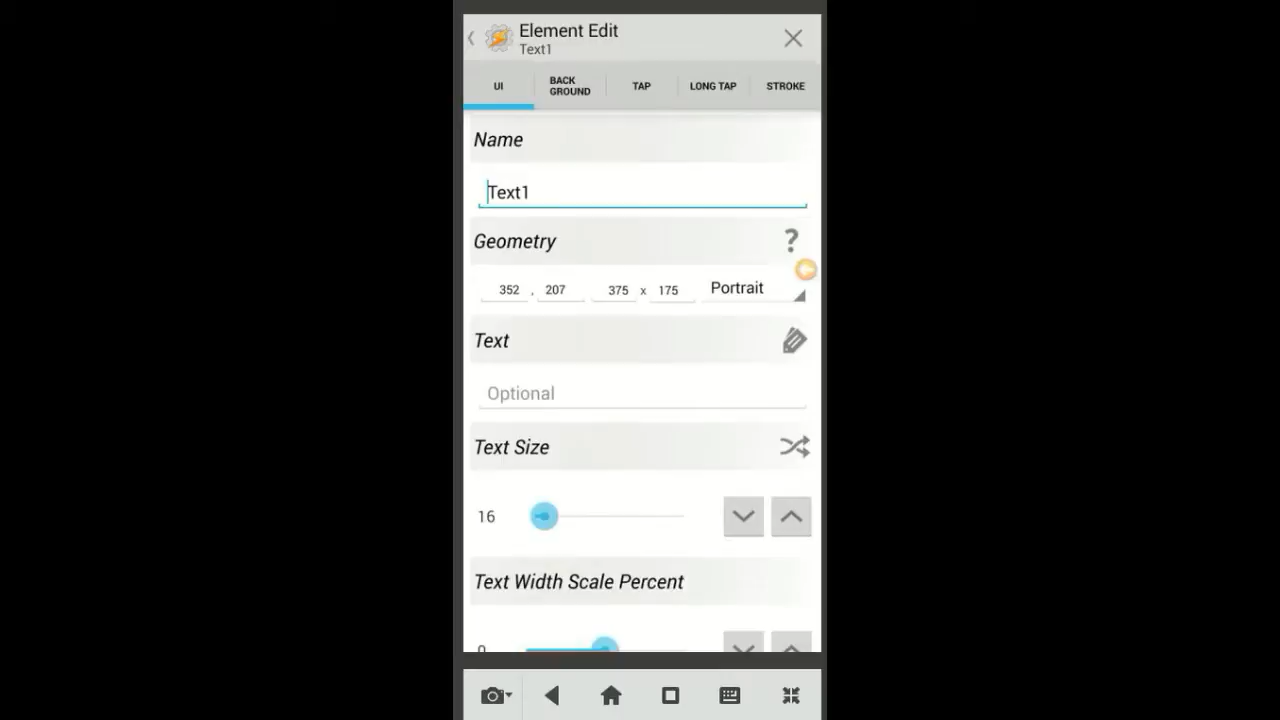 Element Edit
Text1
UI
BACK
GROUND
TAP
LONG TAP
STROKE
Name
Text1
Geometry
?
352 , 207 375 x 175 Portrait
Text
Optional
Text Size
16
Text Width Scale Percent